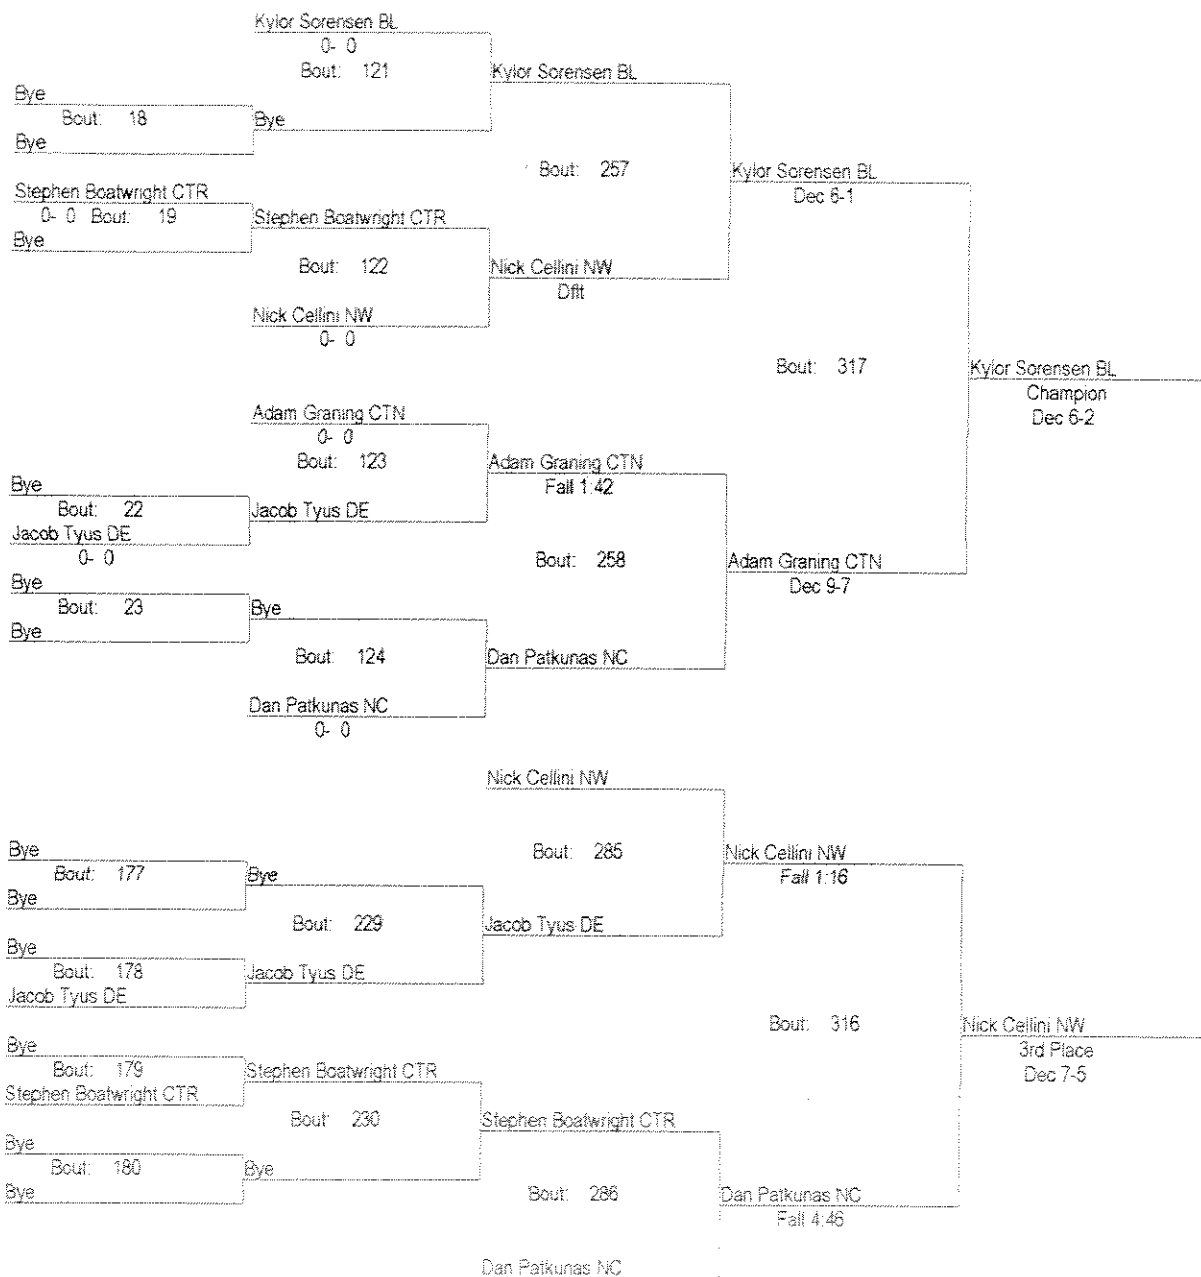 Kylor Sorensen BL
0- 0
Bout: 121
Kylor Sorensen BL
Bye
Bout: 18
Bye
Bye
Bout: 257
Kylor Sorensen BL
Dec 6-1
Stephen Boatwright CTR
0- 0 Bout: 19
Stephen Boatwright CTR
Bye
Bout: 122
Nick Cellini NW
Dflt
Nick Cellini NW
0- 0
Bout: 317
Kylor Sorensen BL
Champion
Dec 6-2
Adam Graning CTN
0- 0
Bout: 123
Adam Graning CTN
Fall 1:42
Bye
Bout: 22
Jacob Tyus DE
Jacob Tyus DE
0- 0
Bout: 258
Adam Graning CTN
Dec 9-7
Bye
Bout: 23
Bye
Bye
Bout: 124
Dan Patkunas NC
Dan Patkunas NC
0- 0
Nick Cellini NW
Bout: 285
Nick Cellini NW
Fall 1:16
Bye
Bout: 177
Bye
Bye
Bout: 229
Jacob Tyus DE
Bye
Bout: 178
Jacob Tyus DE
Jacob Tyus DE
Bout: 316
Nick Cellini NW
3rd Place
Dec 7-5
Bye
Bout: 179
Stephen Boatwright CTR
Stephen Boatwright CTR
Bout: 230
Stephen Boatwright CTR
Bye
Bout: 180
Bye
Bye
Bout: 286
Dan Patkunas NC
Fall 4:46
Dan Patkunas NC